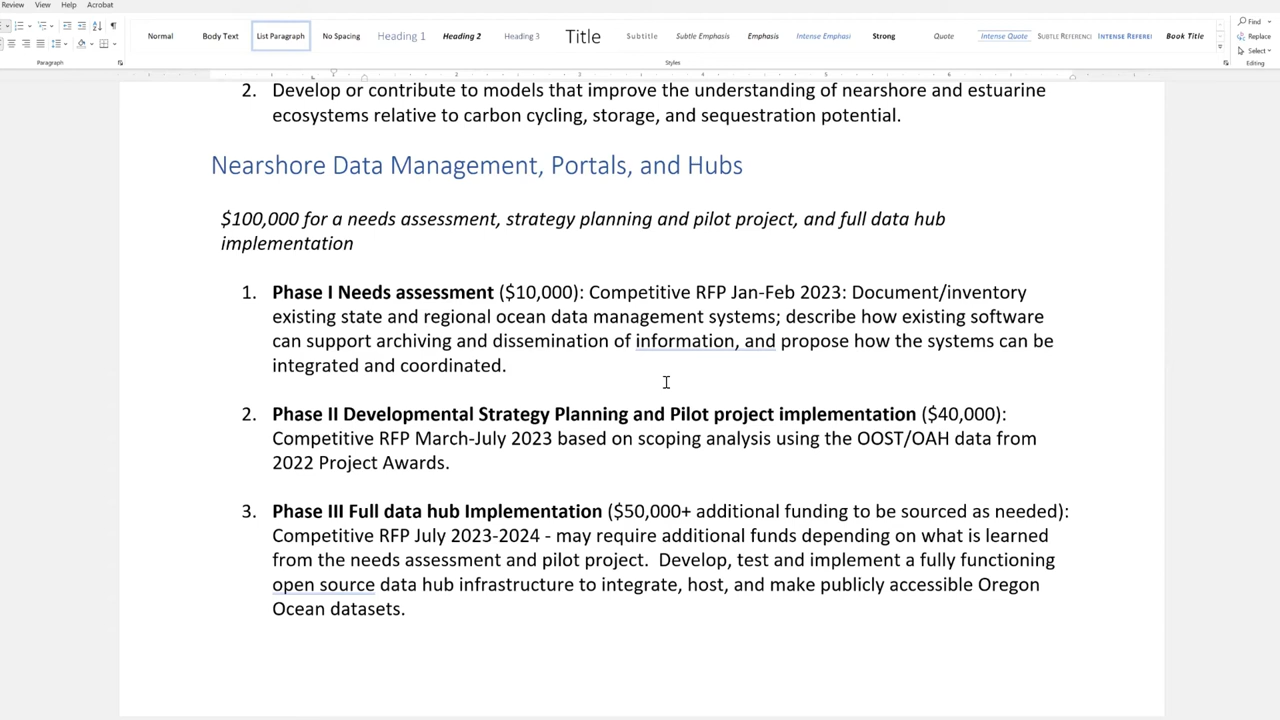 Review View Help Acrobat
Normal Body Text List Paragraph No Spacing Heading 1 Heading 2 Heading 3 Title Subtitle Subtle Emphasis Emphasis Intense Emphasi Strong Quote Intense Quote SUBTLE REFERENC INTENSE REFEREI Book Title
Find
Replace
Select
Paragraph Styles Editing
2. Develop or contribute to models that improve the understanding of nearshore and estuarine
ecosystems relative to carbon cycling, storage, and sequestration potential.
Nearshore Data Management, Portals, and Hubs
$100,000 for a needs assessment, strategy planning and pilot project, and full data hub
implementation
1. Phase I Needs assessment ($10,000): Competitive RFP Jan-Feb 2023: Document/inventory
existing state and regional ocean data management systems; describe how existing software
can support archiving and dissemination of information, and propose how the systems can be
integrated and coordinated.
2. Phase II Developmental Strategy Planning and Pilot project implementation ($40,000):
Competitive RFP March-July 2023 based on scoping analysis using the OOST/OAH data from
2022 Project Awards.
3. Phase III Full data hub Implementation ($50,000+ additional funding to be sourced as needed):
Competitive RFP July 2023-2024 - may require additional funds depending on what is learned
from the needs assessment and pilot project. Develop, test and implement a fully functioning
open source data hub infrastructure to integrate, host, and make publicly accessible Oregon
Ocean datasets.